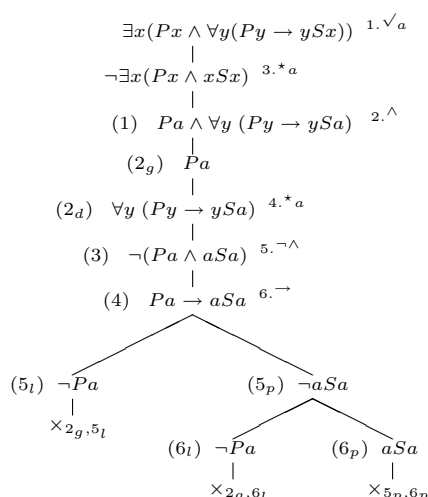 ∃x(Px ∧ ∀y(Py → ySx)) 1.√a
¬∃x(Px ∧ xSx) 3.⋆a
(1) Pa ∧ ∀y (Py → ySa) 2.∧
(2g) Pa
(2d) ∀y (Py → ySa) 4.⋆a
(3) ¬(Pa ∧ aSa) 5.¬∧
(4) Pa → aSa 6.→
(5l) ¬Pa (5p) ¬aSa
×2g,5l
(6l) ¬Pa (6p) aSa
×2g,6l ×5p,6p